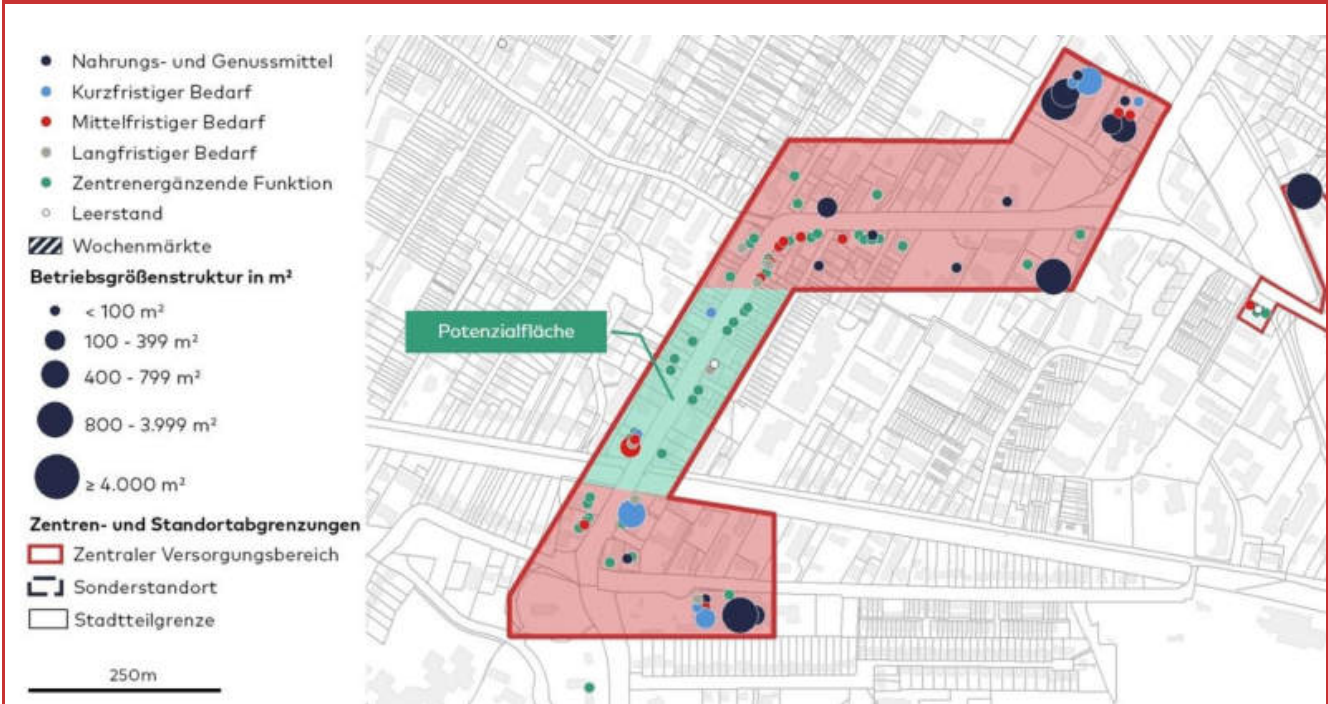 Nahrungs- und Genussmittel
Kurzfristiger Bedarf
Mittelfristiger Bedarf
Langfristiger Bedarf
Zentrenergänzende Funktion
Leerstand
Wochenmärkte
Betriebsgrößenstruktur in m²
< 100 m²
100 - 399 m²
400 - 799 m²
800 - 3.999 m²
≥ 4.000 m²
Zentren- und Standortabgrenzungen
Zentraler Versorgungsbereich
Sonderstandort
Stadtteilgrenze
250m
Potenzialfläche